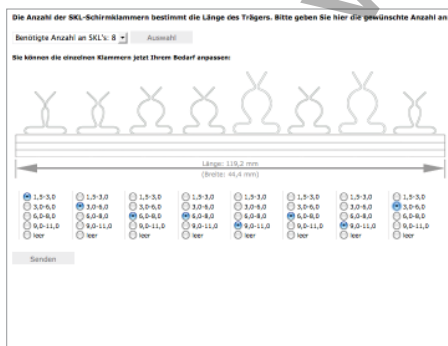 Die Anzahl der SKL-Schirmklammern bestimmt die Länge des Trägers. Bitte geben Sie hier die gewünschte Anzahl an
Benötigte Anzahl an SKL's: 8 Auswahl
Sie können die einzelnen Klammern jetzt Ihrem Bedarf anpassen:
Länge: 119,2 mm
(Breite: 44,4 mm)
1,5-3,0 1,5-3,0 1,5-3,0 1,5-3,0 1,5-3,0 1,5-3,0 1,5-3,0 1,5-3,0
3,0-6,0 3,0-6,0 3,0-6,0 3,0-6,0 3,0-6,0 3,0-6,0 3,0-6,0 3,0-6,0
6,0-8,0 6,0-8,0 6,0-8,0 6,0-8,0 6,0-8,0 6,0-8,0 6,0-8,0 6,0-8,0
9,0-11,0 9,0-11,0 9,0-11,0 9,0-11,0 9,0-11,0 9,0-11,0 9,0-11,0 9,0-11,0
leer leer leer leer leer leer leer leer
Senden